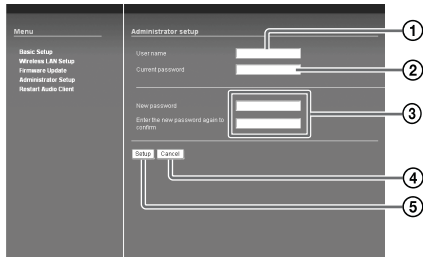 Menu
Basic Setup
Wireless LAN Setup
Firmware Update
Administrator Setup
Restart Audio Client
Administrator setup
User name
Current password
New password
Enter the new password again to
confirm
Setup Cancel
1
2
3
4
5